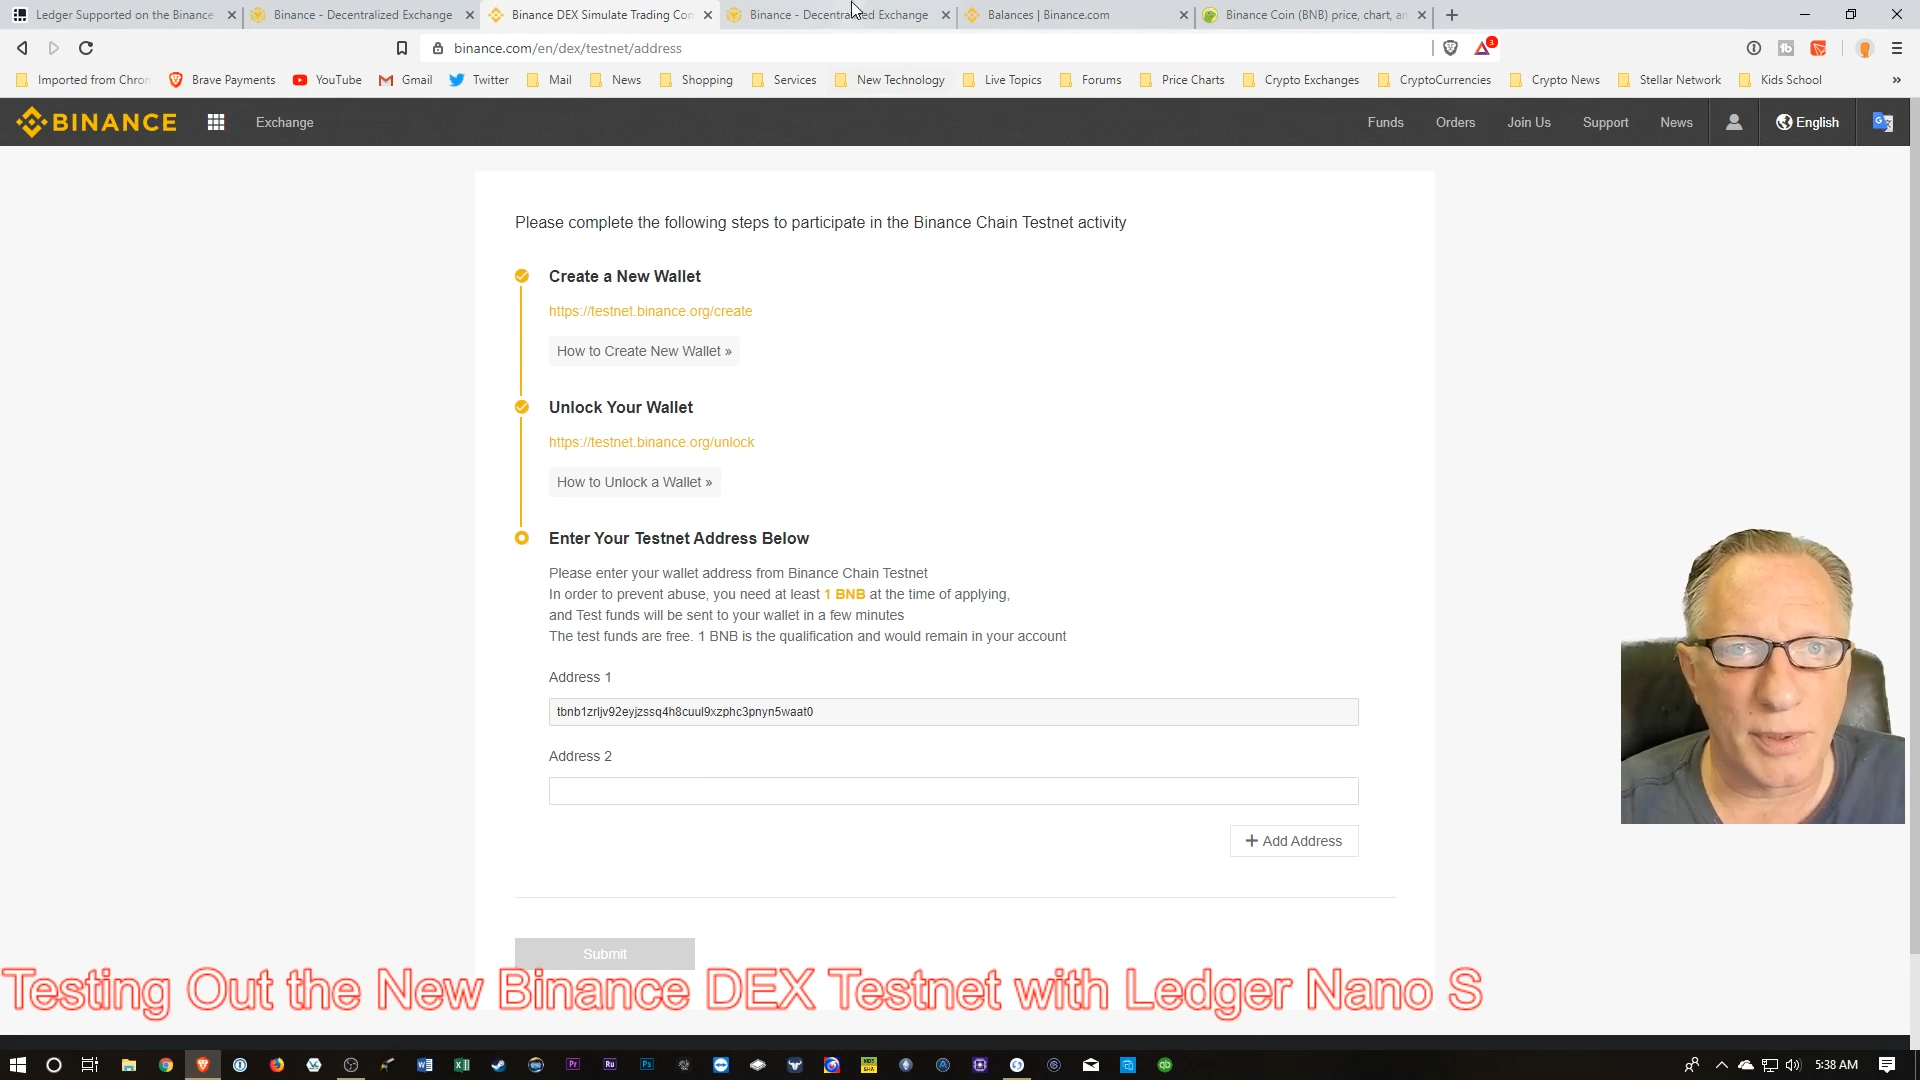 Ledger Supported on the Binance
Binance - Decentralized Exchange
Binance DEX Simulate Trading Con
Binance - Decentralized Exchange
Balances | Binance.com
Binance Coin (BNB) price, chart, an
binance.com/en/dex/testnet/address
3
Imported from Chron
Brave Payments
YouTube
Gmail
Twitter
Mail
News
Shopping
Services
New Technology
Live Topics
Forums
Price Charts
Crypto Exchanges
CryptoCurrencies
Crypto News
Stellar Network
Kids School
»
BINANCE
Exchange
Funds
Orders
Join Us
Support
News
English
Please complete the following steps to participate in the Binance Chain Testnet activity
Create a New Wallet
https://testnet.binance.org/create
How to Create New Wallet »
Unlock Your Wallet
https://testnet.binance.org/unlock
How to Unlock a Wallet »
Enter Your Testnet Address Below
Please enter your wallet address from Binance Chain Testnet
In order to prevent abuse, you need at least 1 BNB at the time of applying,
and Test funds will be sent to your wallet in a few minutes
The test funds are free. 1 BNB is the qualification and would remain in your account
Address 1
tbnb1zrljv92eyjzssq4h8cuul9xzphc3pnyn5waat0
Address 2
+ Add Address
Submit
Testing Out the New Binance DEX Testnet with Ledger Nano S
5:38 AM